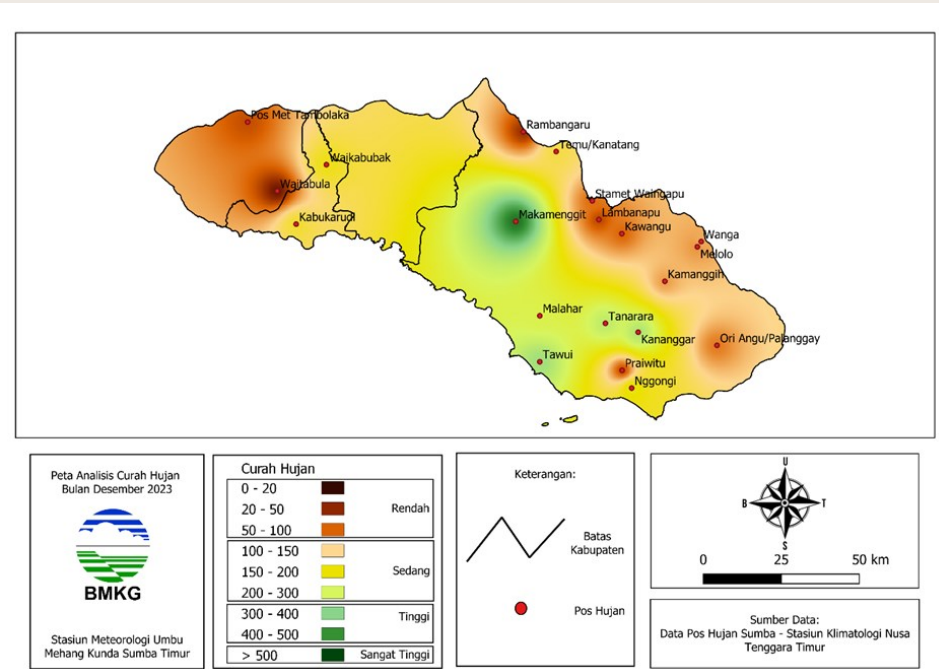 Pos Met Tambolaka
Rambangaru
Temu/Kanatang
Waikabubak
Waitabula
Stamet Waingapu
Kabukarudi
Makamenggit
Lambanapu
Kawangu
Wanga
Melolo
Kamanggih
Malahar
Tanarara
Kananggar
Ori Angu/Palanggay
Tawui
Praiwitu
Nggongi
Peta Analisis Curah Hujan
Bulan Desember 2023
BMKG
Stasiun Meteorologi Umbu
Mehang Kunda Sumba Timur
Curah Hujan
0 - 20
20 - 50 Rendah
50 - 100
100 - 150
150 - 200 Sedang
200 - 300
300 - 400 Tinggi
400 - 500
> 500 Sangat Tinggi
Keterangan:
Batas
Kabupaten
Pos Hujan
U
B T
S
0 25 50 km
Sumber Data:
Data Pos Hujan Sumba - Stasiun Klimatologi Nusa
Tenggara Timur